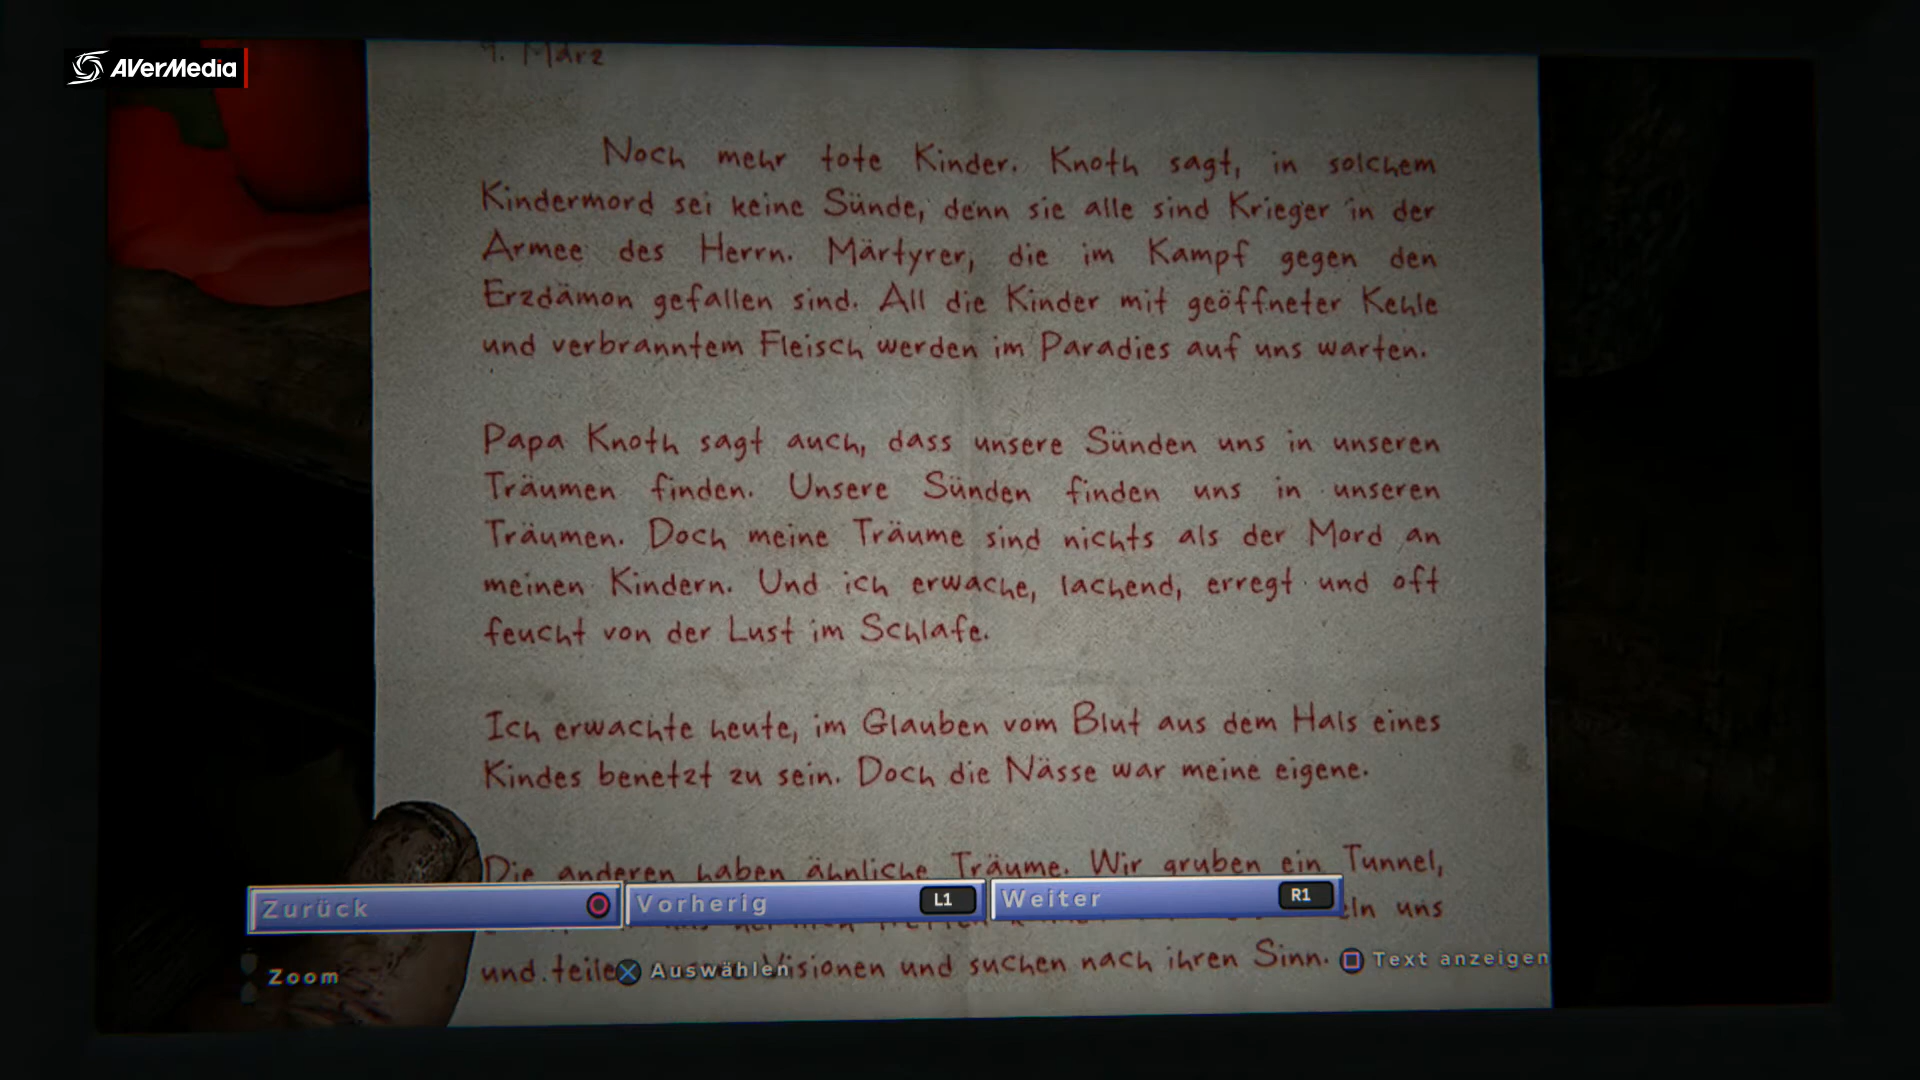 AVerMedia
9. März
Noch mehr tote Kinder. Knoth sagt, in solchem
Kindermord sei keine Sünde, denn sie alle sind Krieger in der
Armee des Herrn. Märtyrer, die im Kampf gegen den
Erzdämon gefallen sind. All die Kinder mit geöffneter Kehle
und verbranntem Fleisch werden im Paradies auf uns warten.
Papa Knoth sagt auch, dass unsere Sünden uns in unseren
Träumen finden. Unsere Sünden finden uns in unseren
Träumen. Doch meine Träume sind nichts als der Mord an
meinen Kindern. Und ich erwache, lachend, erregt und oft
feucht von der Lust im Schlafe.
Ich erwachte heute, im Glauben vom Blut aus dem Hals eines
Kindes benetzt zu sein. Doch die Nässe war meine eigene.
Die anderen haben ähnliche Träume. Wir gruben ein Tunnel,
uns
und teile Visionen und suchen nach ihren Sinn.
Zurück
Vorherig L1
Weiter R1
Zoom
Auswählen
Text anzeigen